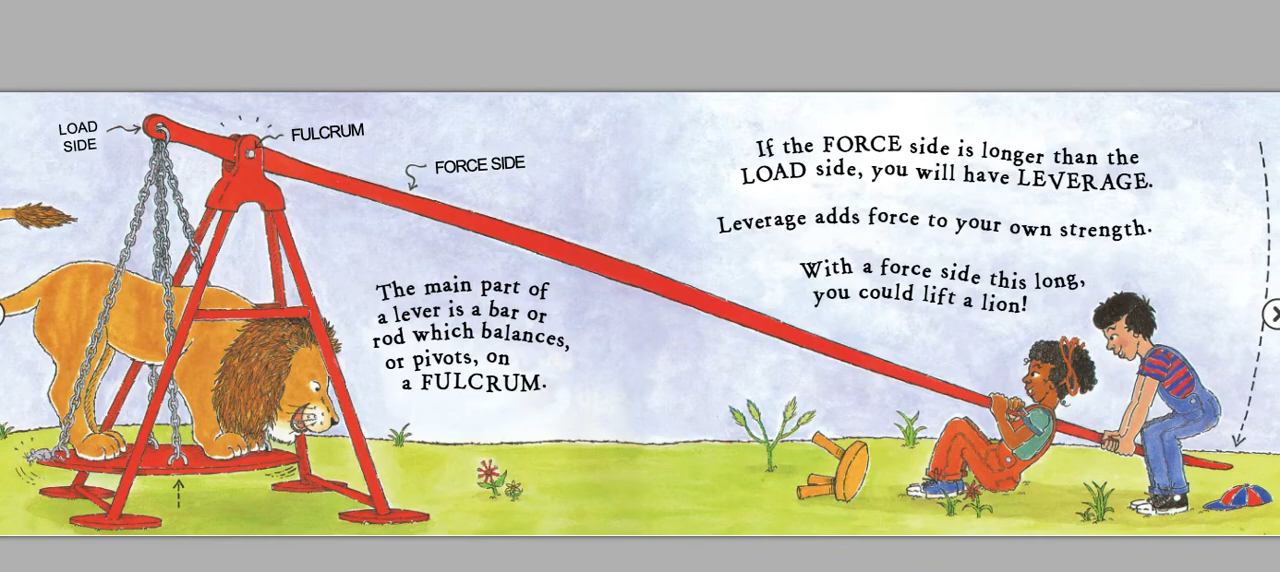 LOAD
SIDE
FULCRUM
FORCE SIDE
The main part of
a lever is a bar or
rod which balances,
or pivots, on
a FULCRUM.
If the FORCE side is longer than the
LOAD side, you will have LEVERAGE.
Leverage adds force to your own strength.
With a force side this long,
you could lift a lion!